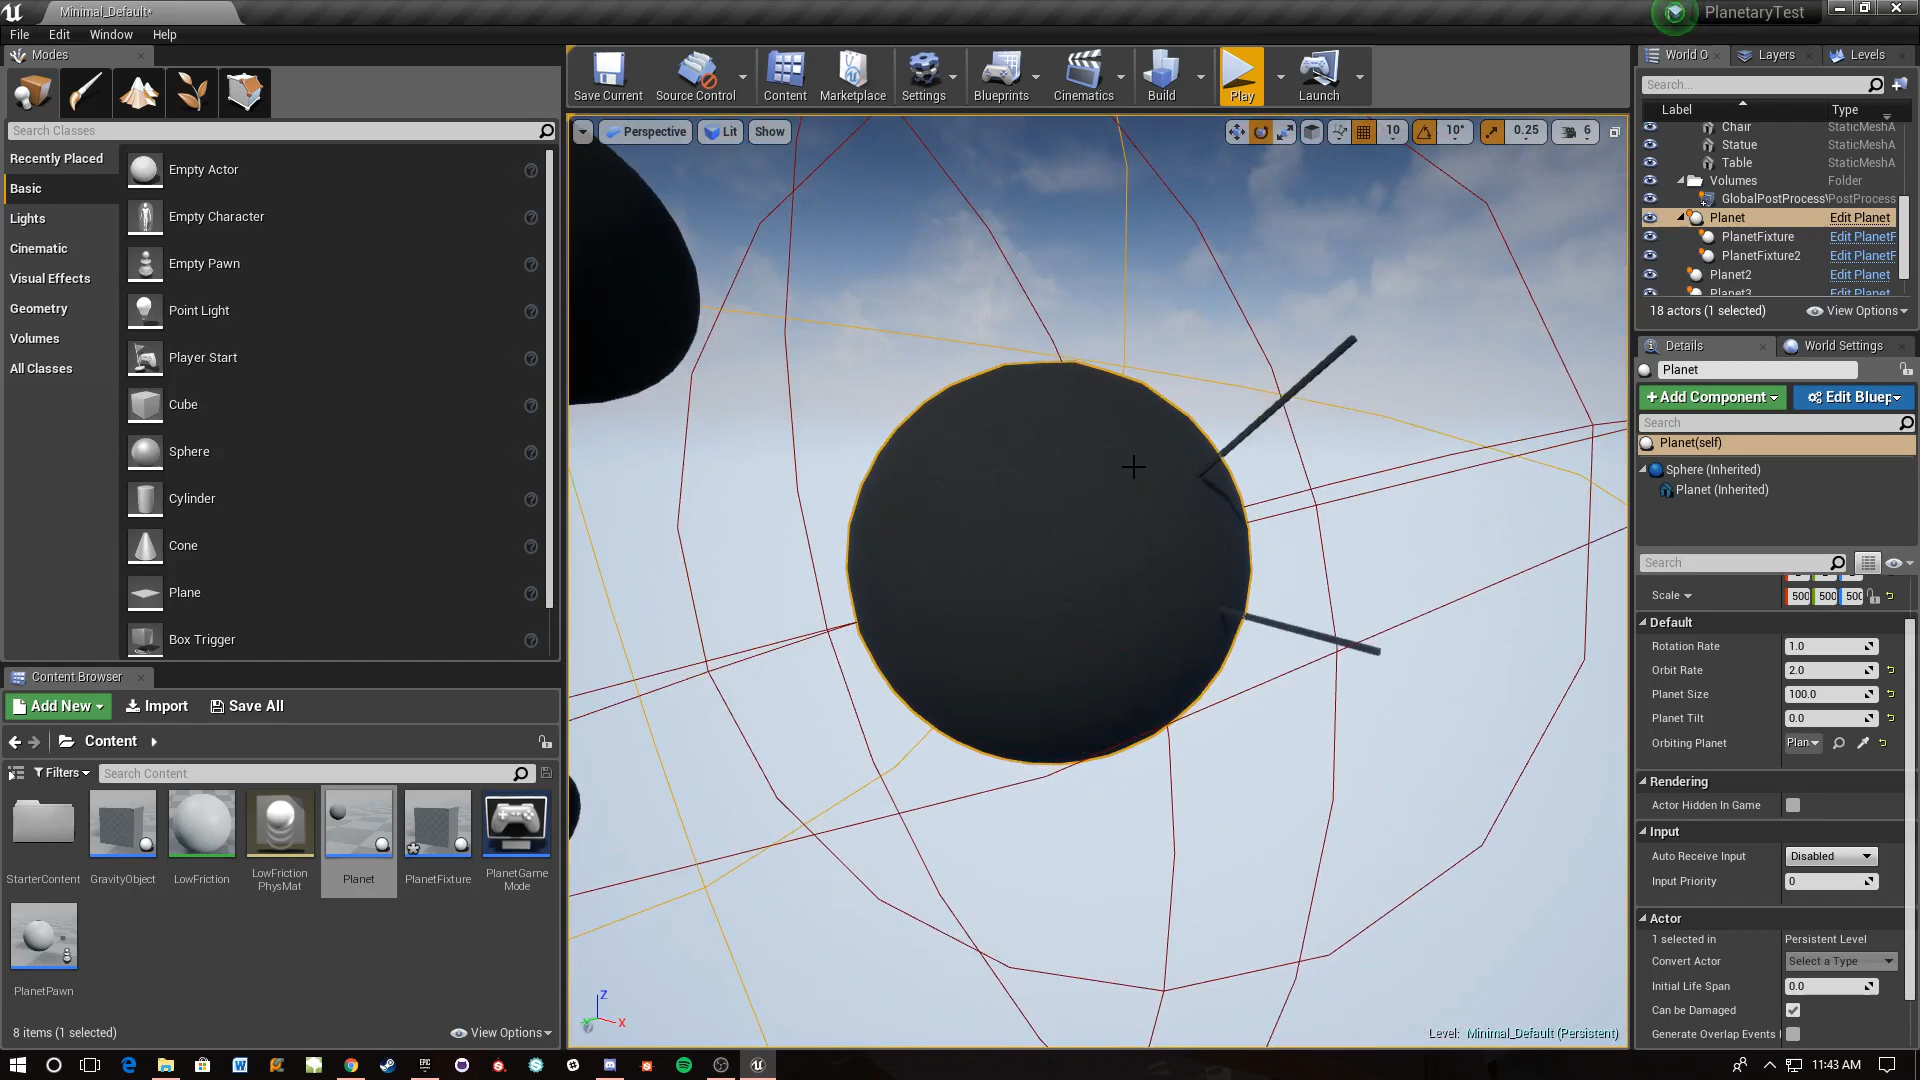 Minimal_Default*
PlanetaryTest
File Edit Window Help
Modes
Search Classes
Recently Placed
Basic
Lights
Cinematic
Visual Effects
Geometry
Volumes
All Classes
Empty Actor
Empty Character
Empty Pawn
Point Light
Player Start
Cube
Sphere
Cylinder
Cone
Plane
Box Trigger
Save Current Source Control Content Marketplace Settings Blueprints Cinematics Build Play Launch
Perspective Lit Show 10 10° 0.25 6
Level: Minimal_Default (Persistent)
Z
X
World O Layers Levels
Search...
Label Type
Chair StaticMeshA
Statue StaticMeshA
Table StaticMeshA
Volumes Folder
GlobalPostProcess PostProcess
Planet Edit Planet
PlanetFixture Edit PlanetF
PlanetFixture2 Edit PlanetF
Planet2 Edit Planet
Planet3 Edit Planet
18 actors (1 selected) View Options
Details World Settings
Planet
+Add Component Edit Bluep
Search
Planet(self)
Sphere (Inherited)
Planet (Inherited)
Search
Scale 500 500 500
Default
Rotation Rate 1.0
Orbit Rate 2.0
Planet Size 100.0
Planet Tilt 0.0
Orbiting Planet Plan
Rendering
Actor Hidden In Game
Input
Auto Receive Input Disabled
Input Priority 0
Actor
1 selected in Persistent Level
Convert Actor Select a Type
Initial Life Span 0.0
Can be Damaged
Generate Overlap Events
Content Browser
Add New Import Save All
Content
Filters Search Content
StarterContent GravityObject LowFriction LowFriction PhysMat Planet PlanetFixture PlanetGame Mode
PlanetPawn
8 items (1 selected) View Options
11:43 AM